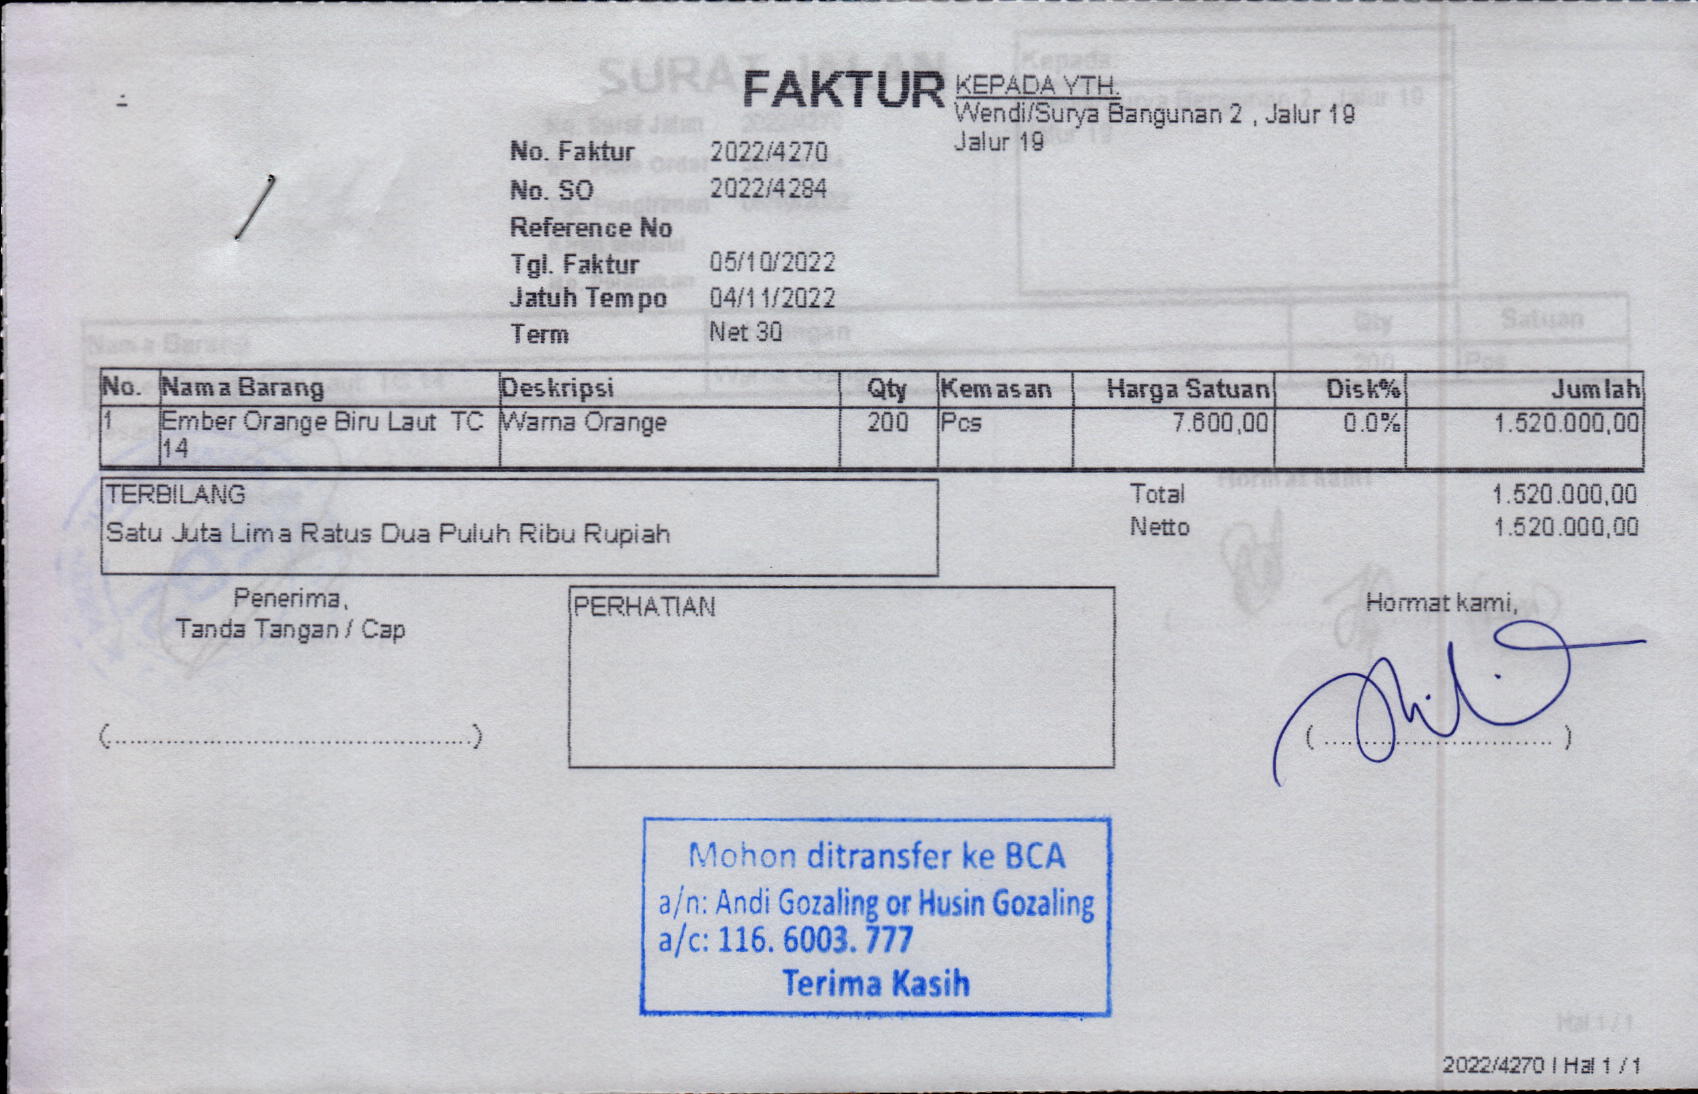 FAKTUR
KEPADA YTH.
Wendi/Surya Bangunan 2 , Jalur 19
Jalur 19
No. Faktur 2022/4270
No. SO 2022/4284
Reference No
Tgl. Faktur 05/10/2022
Jatuh Tempo 04/11/2022
Term Net 30
No. Nama Barang Deskripsi Qty Kemasan Harga Satuan Disk% Jumlah
1 Ember Orange Biru Laut TC Warna Orange 200 Pcs 7.600,00 0.0% 1.520.000,00
14
TERBILANG
Satu Juta Lima Ratus Dua Puluh Ribu Rupiah
Total 1.520.000,00
Netto 1.520.000,00
Penerima,
Tanda Tangan / Cap
PERHATIAN
Hormat kami,
Mohon ditransfer ke BCA
a/n: Andi Gozaling or Husin Gozaling
a/c: 116. 6003. 777
Terima Kasih
2022/4270 | Hal 1 / 1